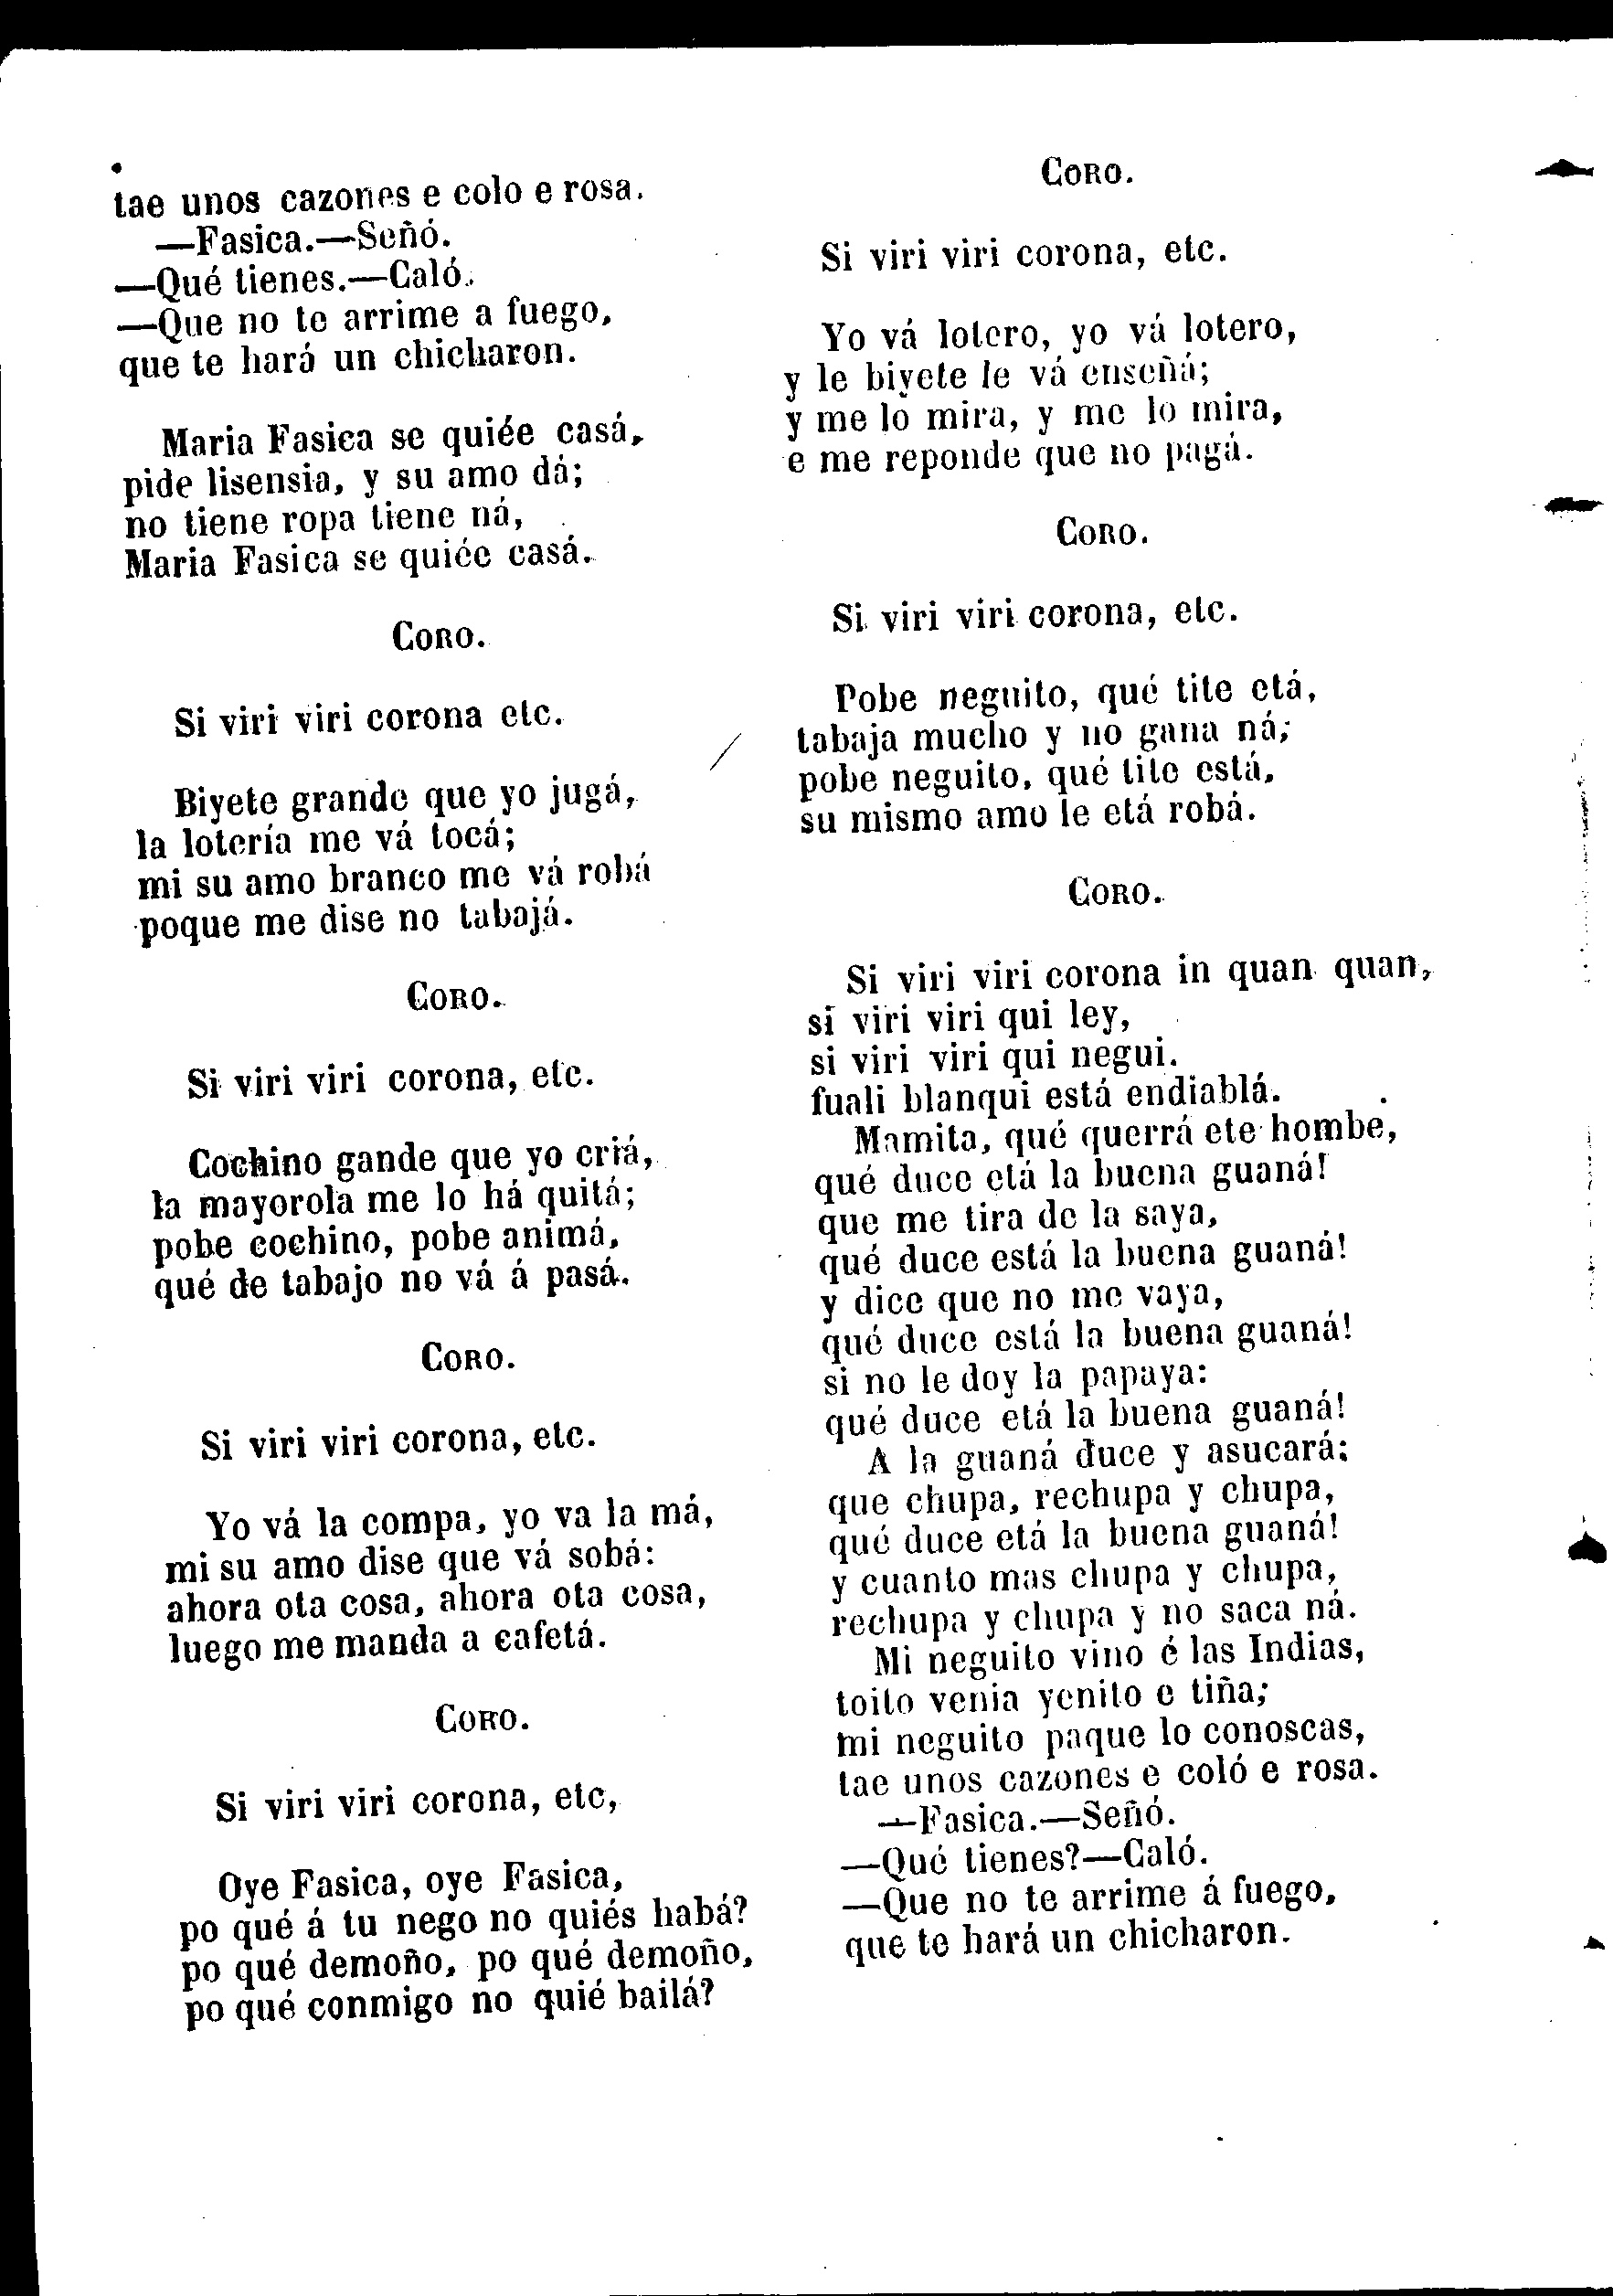 tae unos cazones e colo e rosa.
—Fasica.—Señó.
—Qué tienes.—Caló.
—Que no te arrime a fuego,
que te hará un chicharon.
Maria Fasica se quiée casá,
pide lisensia, y su amo dá;
no tiene ropa tiene ná,
Maria Fasica se quiée casá.
CORO.
Si viri viri corona etc.
Biyete grande que yo jugá,
la lotería me vá tocá;
mi su amo branco me vá robá
poque me dise no tabajá.
CORO.
Si viri viri corona, etc.
Cochino gande que yo criá,
la mayorola me lo há quitá;
pobe cochino, pobe animá,
qué de tabajo no vá á pasá.
CORO.
Si viri viri corona, etc.
Yo vá la compa, yo va la má,
mi su amo dise que vá sobá:
ahora ota cosa, ahora ota cosa,
luego me manda a cafetá.
CORO.
Si viri viri corona, etc,
Oye Fasica, oye Fasica,
po qué á tu nego no quiés habá?
po qué demoño, po qué demoño,
po qué conmigo no quié bailá?
CORO.
Si viri viri corona, etc.
Yo vá lotero, yo vá lotero,
y le biyete le vá enseñá;
y me lo mira, y me lo mira,
e me reponde que no pagá.
CORO.
Si viri viri corona, etc.
Pobe neguito, qué tite etá,
tabaja mucho y no gana ná;
pobe neguito, qué tite está,
su mismo amo le etá robá.
CORO.
Si viri viri corona in quan quan,
si viri viri qui ley,
si viri viri qui negui.
fuali blanqui está endiablá.
Mamita, qué querrá ete hombe,
qué duce etá la buena guaná!
que me tira de la saya,
qué duce está la buena guaná!
y dice que no me vaya,
qué duce está la buena guaná!
si no le doy la papaya:
qué duce etá la buena guaná!
A la guaná duce y asucará:
que chupa, rechupa y chupa,
qué duce etá la buena guaná!
y cuanto mas chupa y chupa,
rechupa y chupa y no saca ná.
Mi neguito vino é las Indias,
toito venia yenito e tiña;
mi neguito paque lo conoscas,
tae unos cazones e coló e rosa.
—Fasica.—Señó.
—Qué tienes?—Caló.
—Que no te arrime á fuego,
que te hará un chicharon.